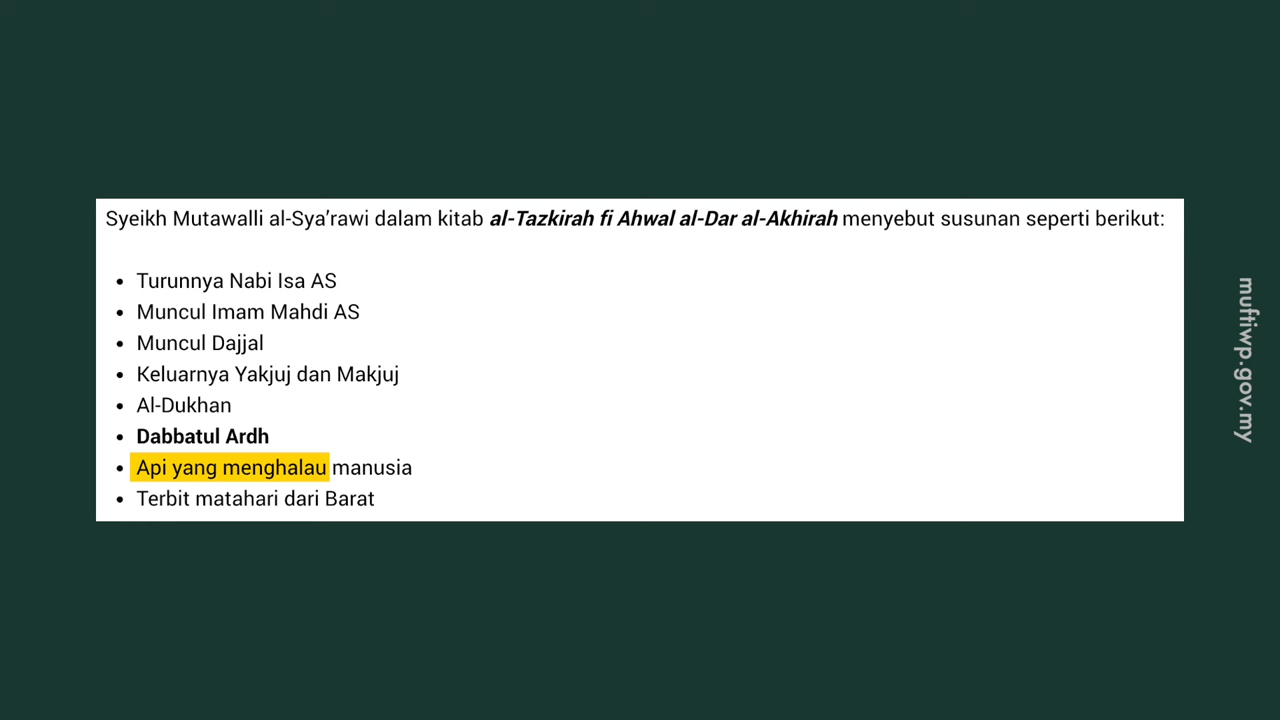 Syeikh Mutawalli al-Sya’rawi dalam kitab al-Tazkirah fi Ahwal al-Dar al-Akhirah menyebut susunan seperti berikut:
• Turunnya Nabi Isa AS
• Muncul Imam Mahdi AS
• Muncul Dajjal
• Keluarnya Yakjuj dan Makjuj
• Al-Dukhan
• Dabbatul Ardh
• Api yang menghalau manusia
• Terbit matahari dari Barat
muftiwp.gov.my